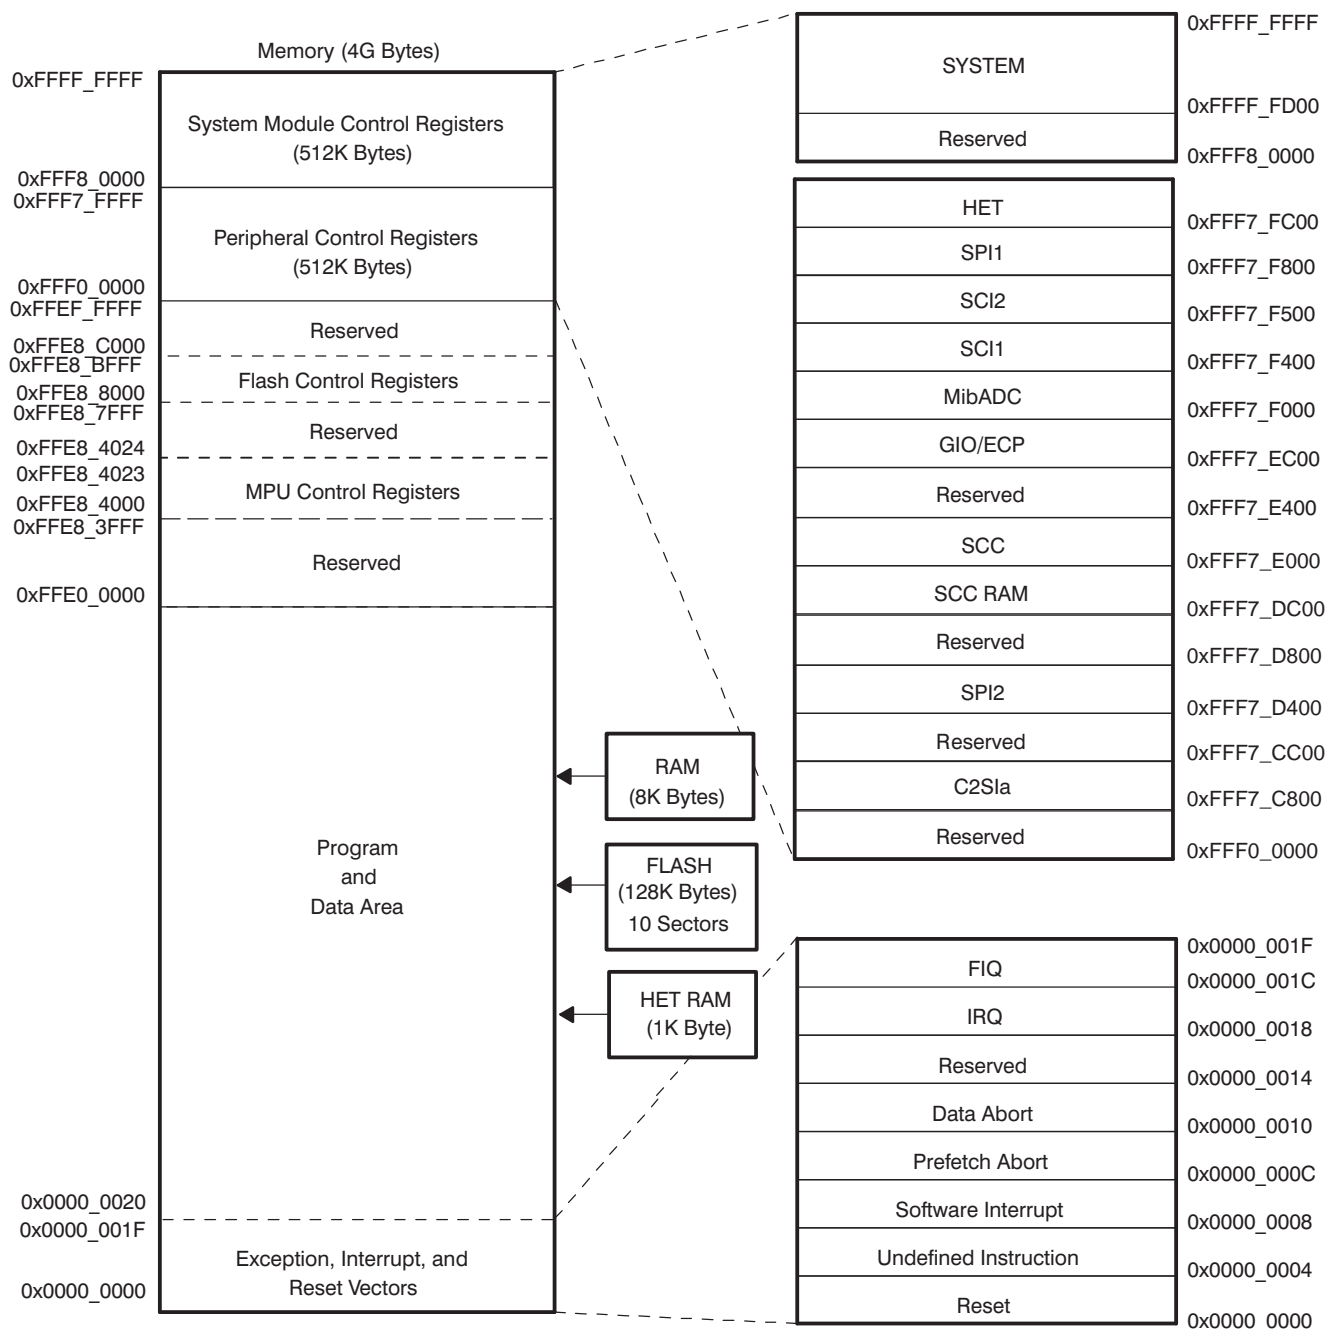 Memory (4G Bytes)
0xFFFF_FFFF
System Module Control Registers
(512K Bytes)
0xFFF8_0000
0xFFF7_FFFF
Peripheral Control Registers
(512K Bytes)
0xFFF0_0000
0xFFEF_FFFF
Reserved
0xFFE8_C000
0xFFE8_BFFF
Flash Control Registers
0xFFE8_8000
0xFFE8_7FFF
Reserved
0xFFE8_4024
0xFFE8_4023
MPU Control Registers
0xFFE8_4000
0xFFE8_3FFF
Reserved
0xFFE0_0000
Program
and
Data Area
0x0000_0020
0x0000_001F
Exception, Interrupt, and
Reset Vectors
0x0000_0000
RAM
(8K Bytes)
FLASH
(128K Bytes)
10 Sectors
HET RAM
(1K Byte)
0xFFFF_FFFF
SYSTEM
0xFFFF_FD00
Reserved
0xFFF8_0000
HET
0xFFF7_FC00
SPI1
0xFFF7_F800
SCI2
0xFFF7_F500
SCI1
0xFFF7_F400
MibADC
0xFFF7_F000
GIO/ECP
0xFFF7_EC00
Reserved
0xFFF7_E400
SCC
0xFFF7_E000
SCC RAM
0xFFF7_DC00
Reserved
0xFFF7_D800
SPI2
0xFFF7_D400
Reserved
0xFFF7_CC00
C2SIa
0xFFF7_C800
Reserved
0xFFF0_0000
0x0000_001F
FIQ
0x0000_001C
IRQ
0x0000_0018
Reserved
0x0000_0014
Data Abort
0x0000_0010
Prefetch Abort
0x0000_000C
Software Interrupt
0x0000_0008
Undefined Instruction
0x0000_0004
Reset
0x0000_0000